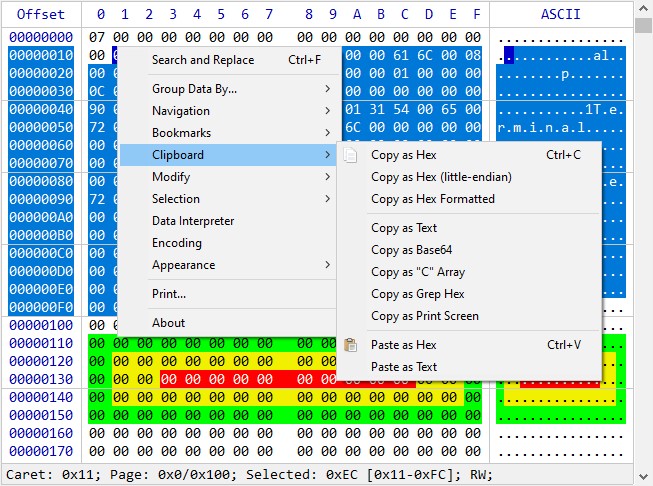 Offset 0 1 2 3 4 5 6 7 8 9 A B C D E F ASCII
00000000 07 00 00 00 00 00 00 00 00 00 00 00 00 00 00 00 ................
00000010 00 00 00 61 6C 00 08 ............al..
00000020 00 00 00 01 00 00 00 ............p...
00000030 0C 00 00 00 00 00 00 ................
00000040 90 01 31 54 00 65 00 ...........1T.e.
00000050 72 6C 00 00 00 00 00 r.m.i.n.a.l.....
00000060 00
00000070 00
00000080 00
00000090 72
000000A0 00
000000B0 00
000000C0 00
000000D0 00
000000E0 00
000000F0 00
00000100 00
00000110 00 00 00 00 00 00 00 00 00 00
00000120 00 00 00 00 00 00 00 00 00 00
00000130 00 00 00 00 00 00 00 00 00 00
00000140 00 00 00 00 00 00 00 00 00 00 00 00 00 00 00 00 ................
00000150 00 00 00 00 00 00 00 00 00 00 00 00 00 00 00 00 ................
00000160 00 00 00 00 00 00 00 00 00 00 00 00 00 00 00 00 ................
00000170 00 00 00 00 00 00 00 00 00 00 00 00 00 00 00 00 ................
Search and Replace Ctrl+F
Group Data By...
Navigation
Bookmarks
Clipboard
Modify
Selection
Data Interpreter
Encoding
Appearance
Print...
About
Copy as Hex Ctrl+C
Copy as Hex (little-endian)
Copy as Hex Formatted
Copy as Text
Copy as Base64
Copy as "C" Array
Copy as Grep Hex
Copy as Print Screen
Paste as Hex Ctrl+V
Paste as Text
Caret: 0x11; Page: 0x0/0x100; Selected: 0xEC [0x11-0xFC]; RW;